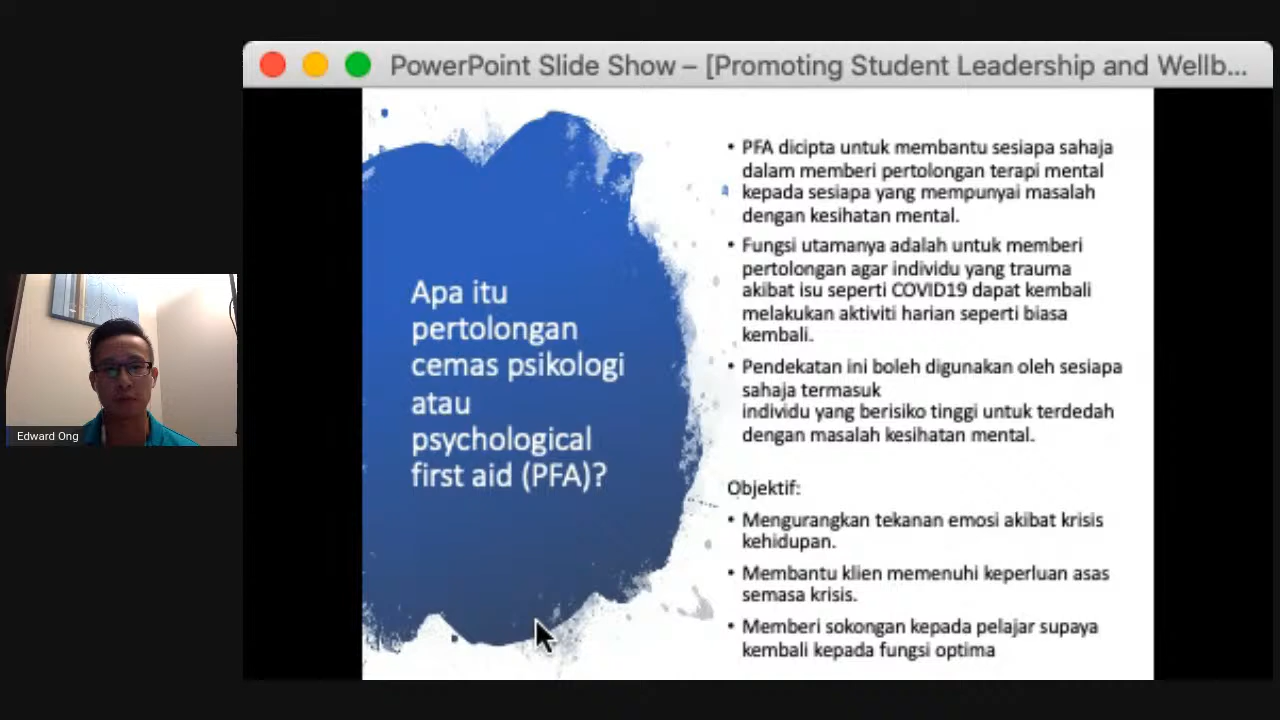 PowerPoint Slide Show – [Promoting Student Leadership and Wellb...
Apa itu
pertolongan
cemas psikologi
atau
psychological
first aid (PFA)?
• PFA dicipta untuk membantu sesiapa sahaja
dalam memberi pertolongan terapi mental
kepada sesiapa yang mempunyai masalah
dengan kesihatan mental.
• Fungsi utamanya adalah untuk memberi
pertolongan agar individu yang trauma
akibat isu seperti COVID19 dapat kembali
melakukan aktiviti harian seperti biasa
kembali.
• Pendekatan ini boleh digunakan oleh sesiapa
sahaja termasuk
individu yang berisiko tinggi untuk terdedah
dengan masalah kesihatan mental.
Objektif:
• Mengurangkan tekanan emosi akibat krisis
kehidupan.
• Membantu klien memenuhi keperluan asas
semasa krisis.
• Memberi sokongan kepada pelajar supaya
kembali kepada fungsi optima
Edward Ong